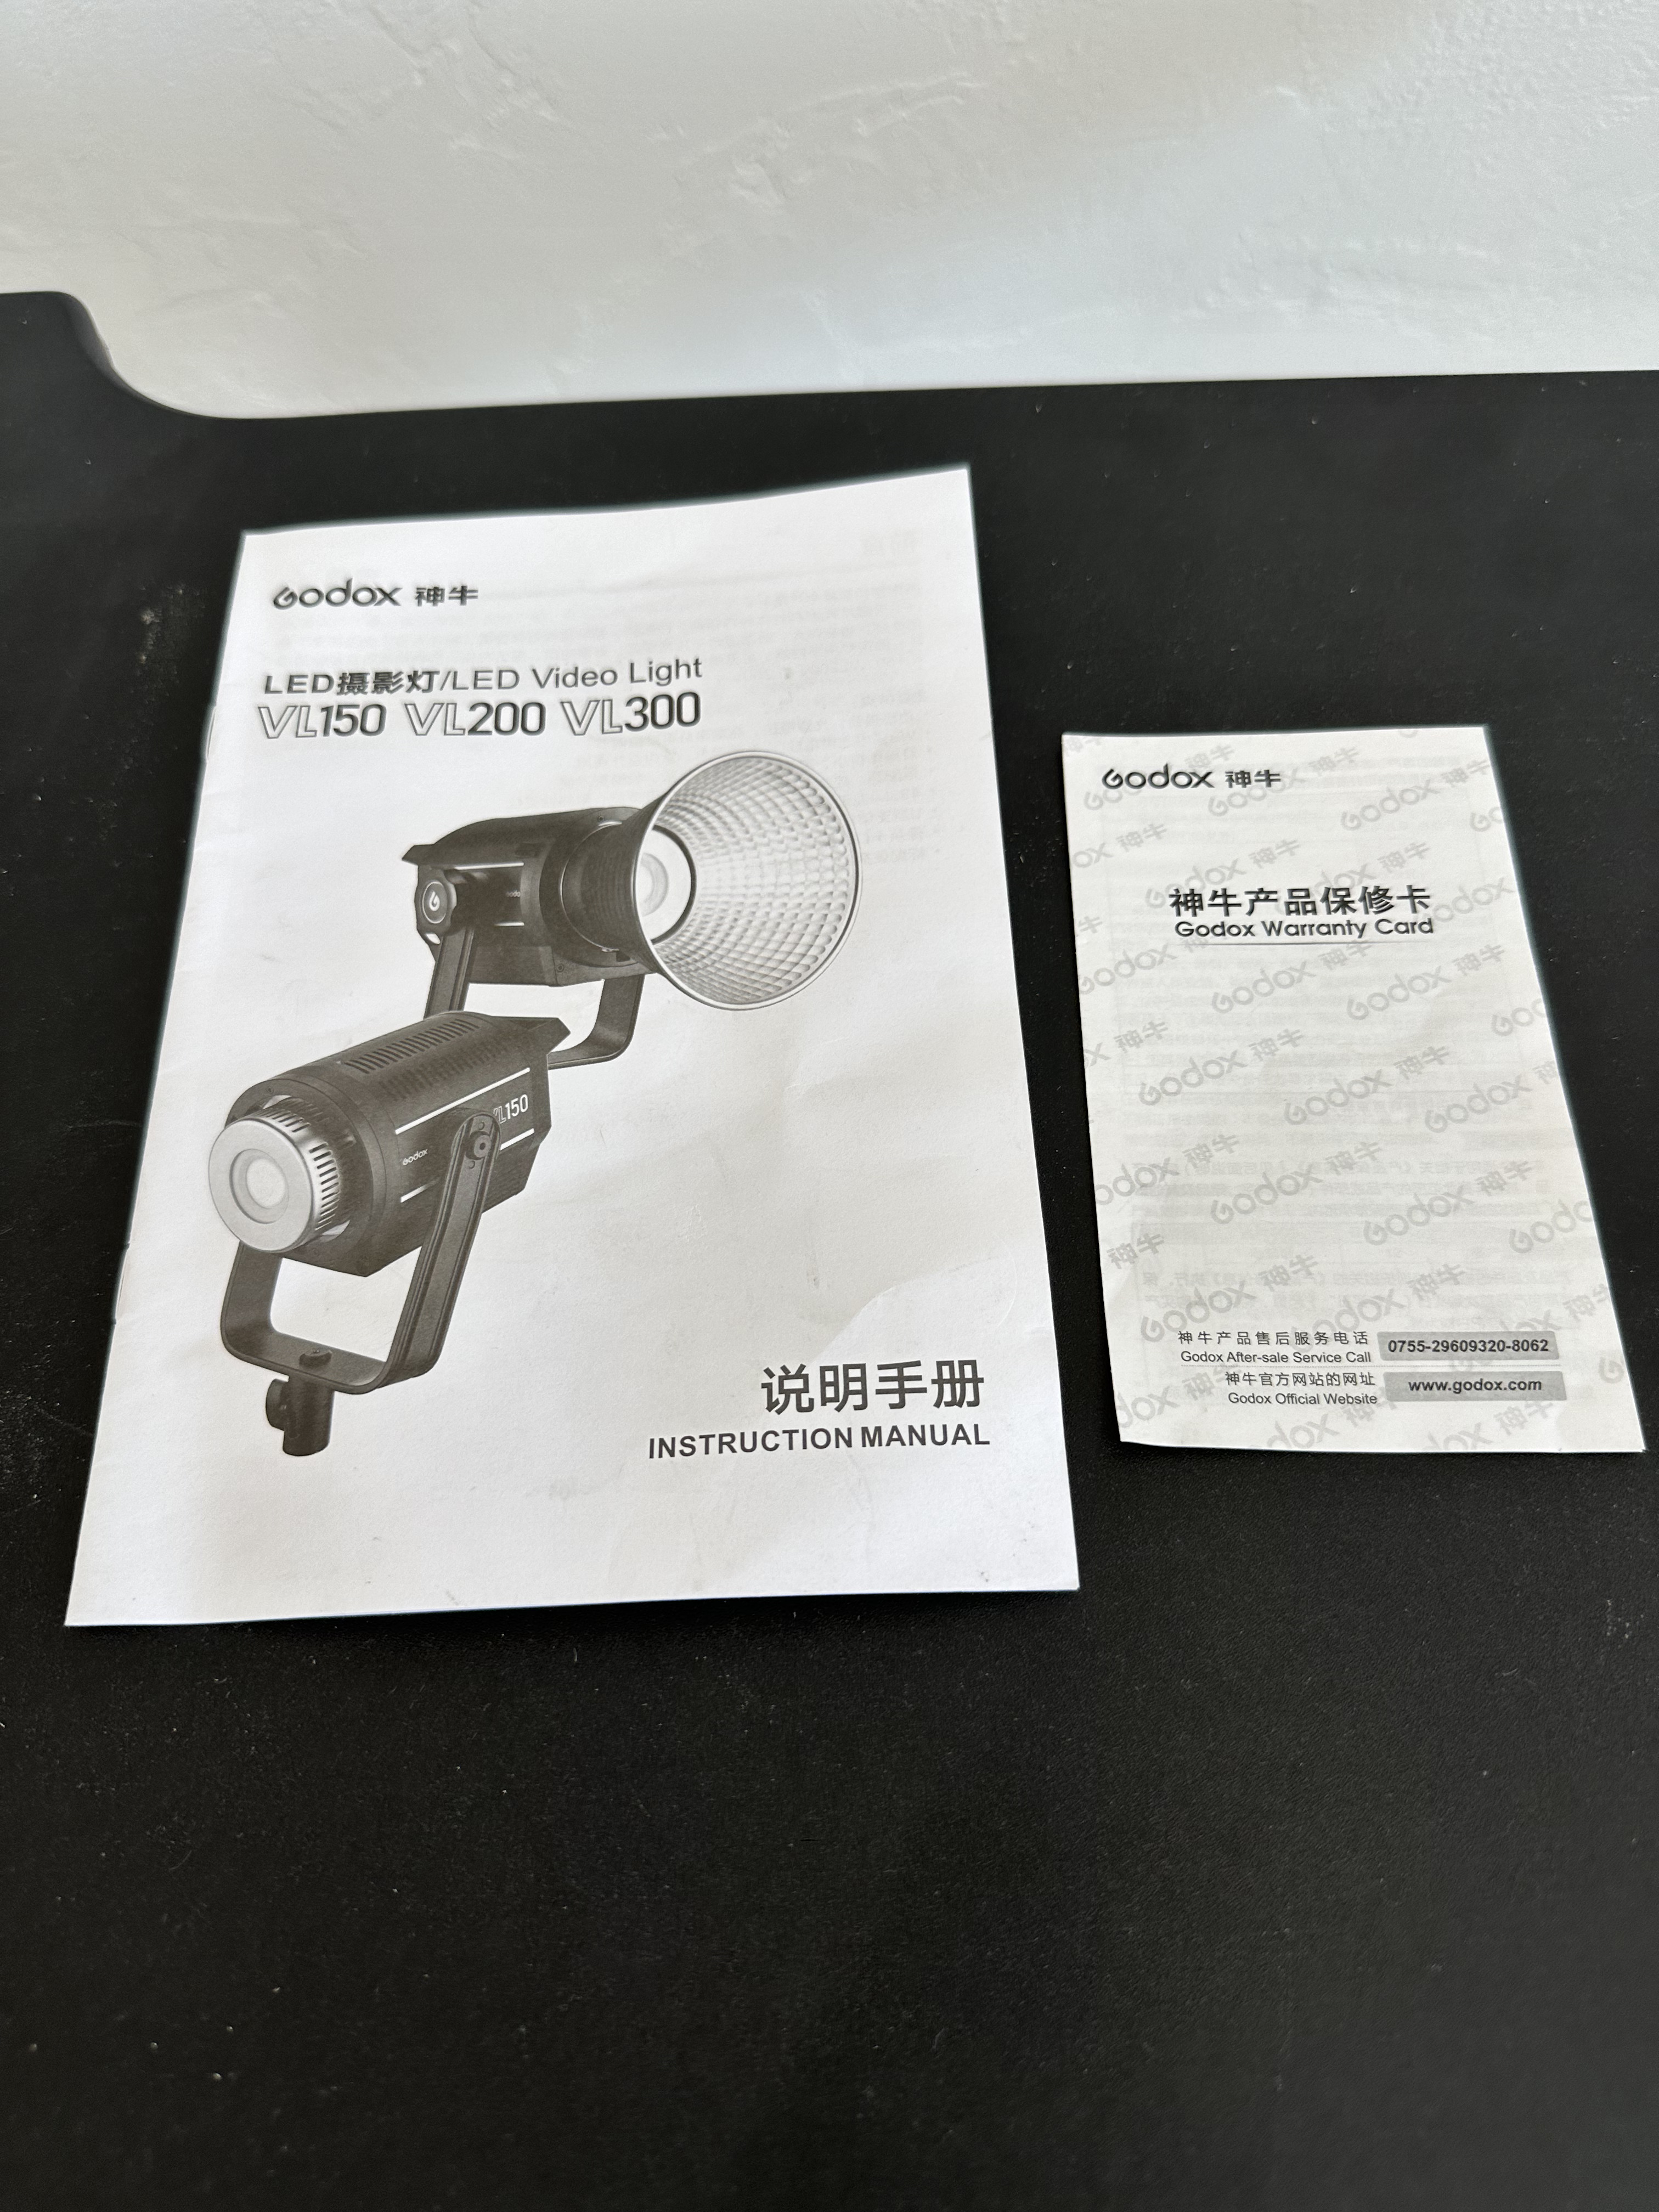 Godox 神牛
LED摄影灯/LED Video Light
VL150 VL200 VL300
VL150
Godox
说明手册
INSTRUCTION MANUAL
Godox 神牛
神牛产品保修卡
Godox Warranty Card
神牛产品售后服务电话 0755-29609320-8062
Godox After-sale Service Call
神牛官方网站的网址 www.godox.com
Godox Official Website